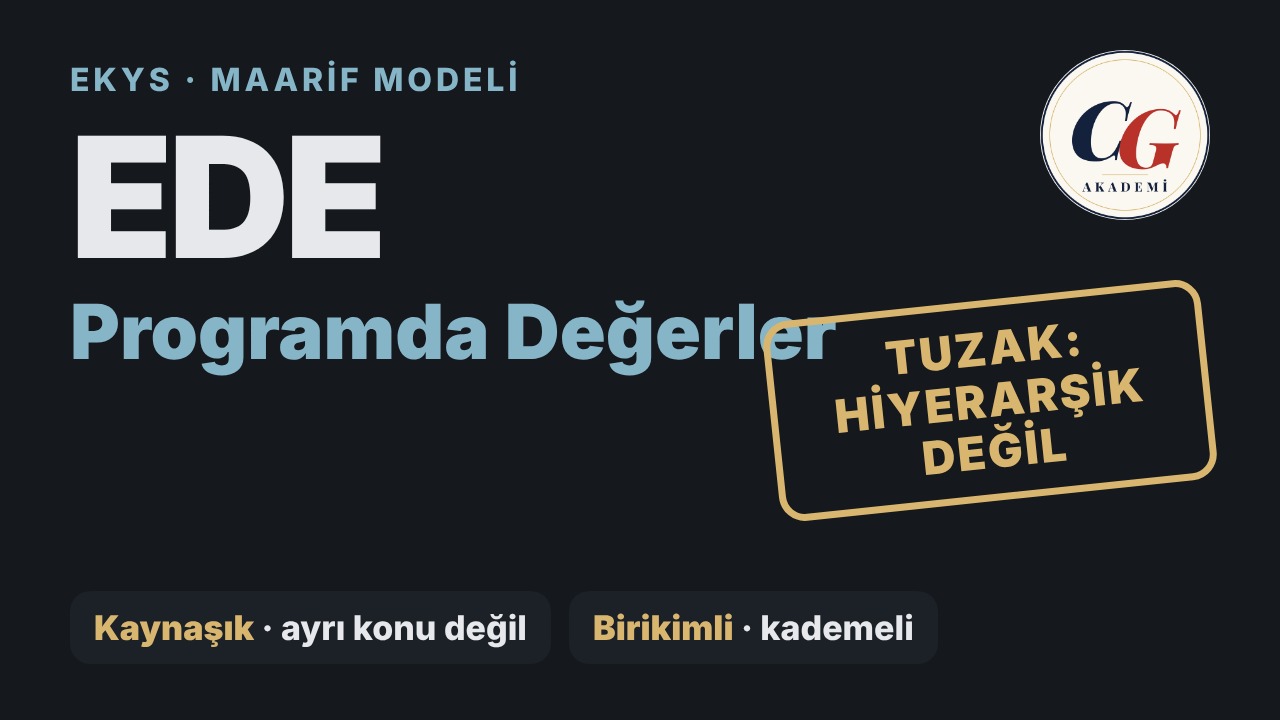 EKYS · MAARİF MODELİ
EDE
CG
AKADEMİ
Programda Değerler
TUZAK:
HİYERARŞİK
DEĞİL
Kaynaşık · ayrı konu değil
Birikimli · kademeli